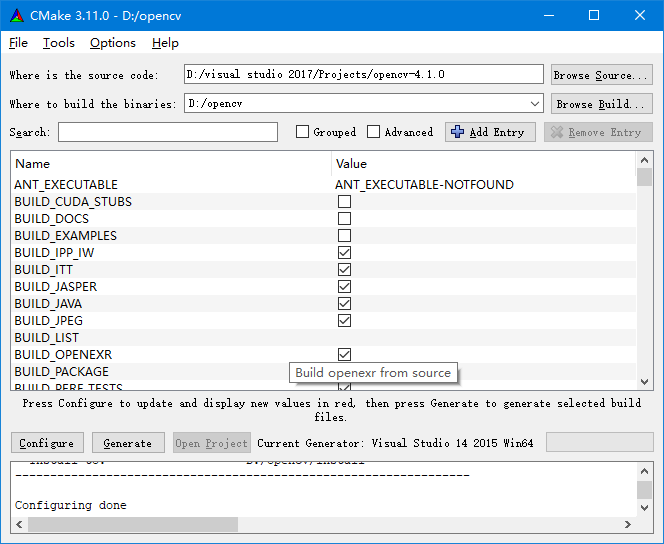 CMake 3.11.0 - D:/opencv
File Tools Options Help
Where is the source code: D:/visual studio 2017/Projects/opencv-4.1.0 Browse Source...
Where to build the binaries: D:/opencv Browse Build...
Search: Grouped Advanced Add Entry Remove Entry
Name Value
ANT_EXECUTABLE ANT_EXECUTABLE-NOTFOUND
BUILD_CUDA_STUBS
BUILD_DOCS
BUILD_EXAMPLES
BUILD_IPP_IW
BUILD_ITT
BUILD_JASPER
BUILD_JAVA
BUILD_JPEG
BUILD_LIST
BUILD_OPENEXR
BUILD_PACKAGE Build openexr from source
BUILD_PERF_TESTS
Press Configure to update and display new values in red, then press Generate to generate selected build
files.
Configure Generate Open Project Current Generator: Visual Studio 14 2015 Win64
Install to: D:/opencv/install
-----------------------------------------------------------------
Configuring done